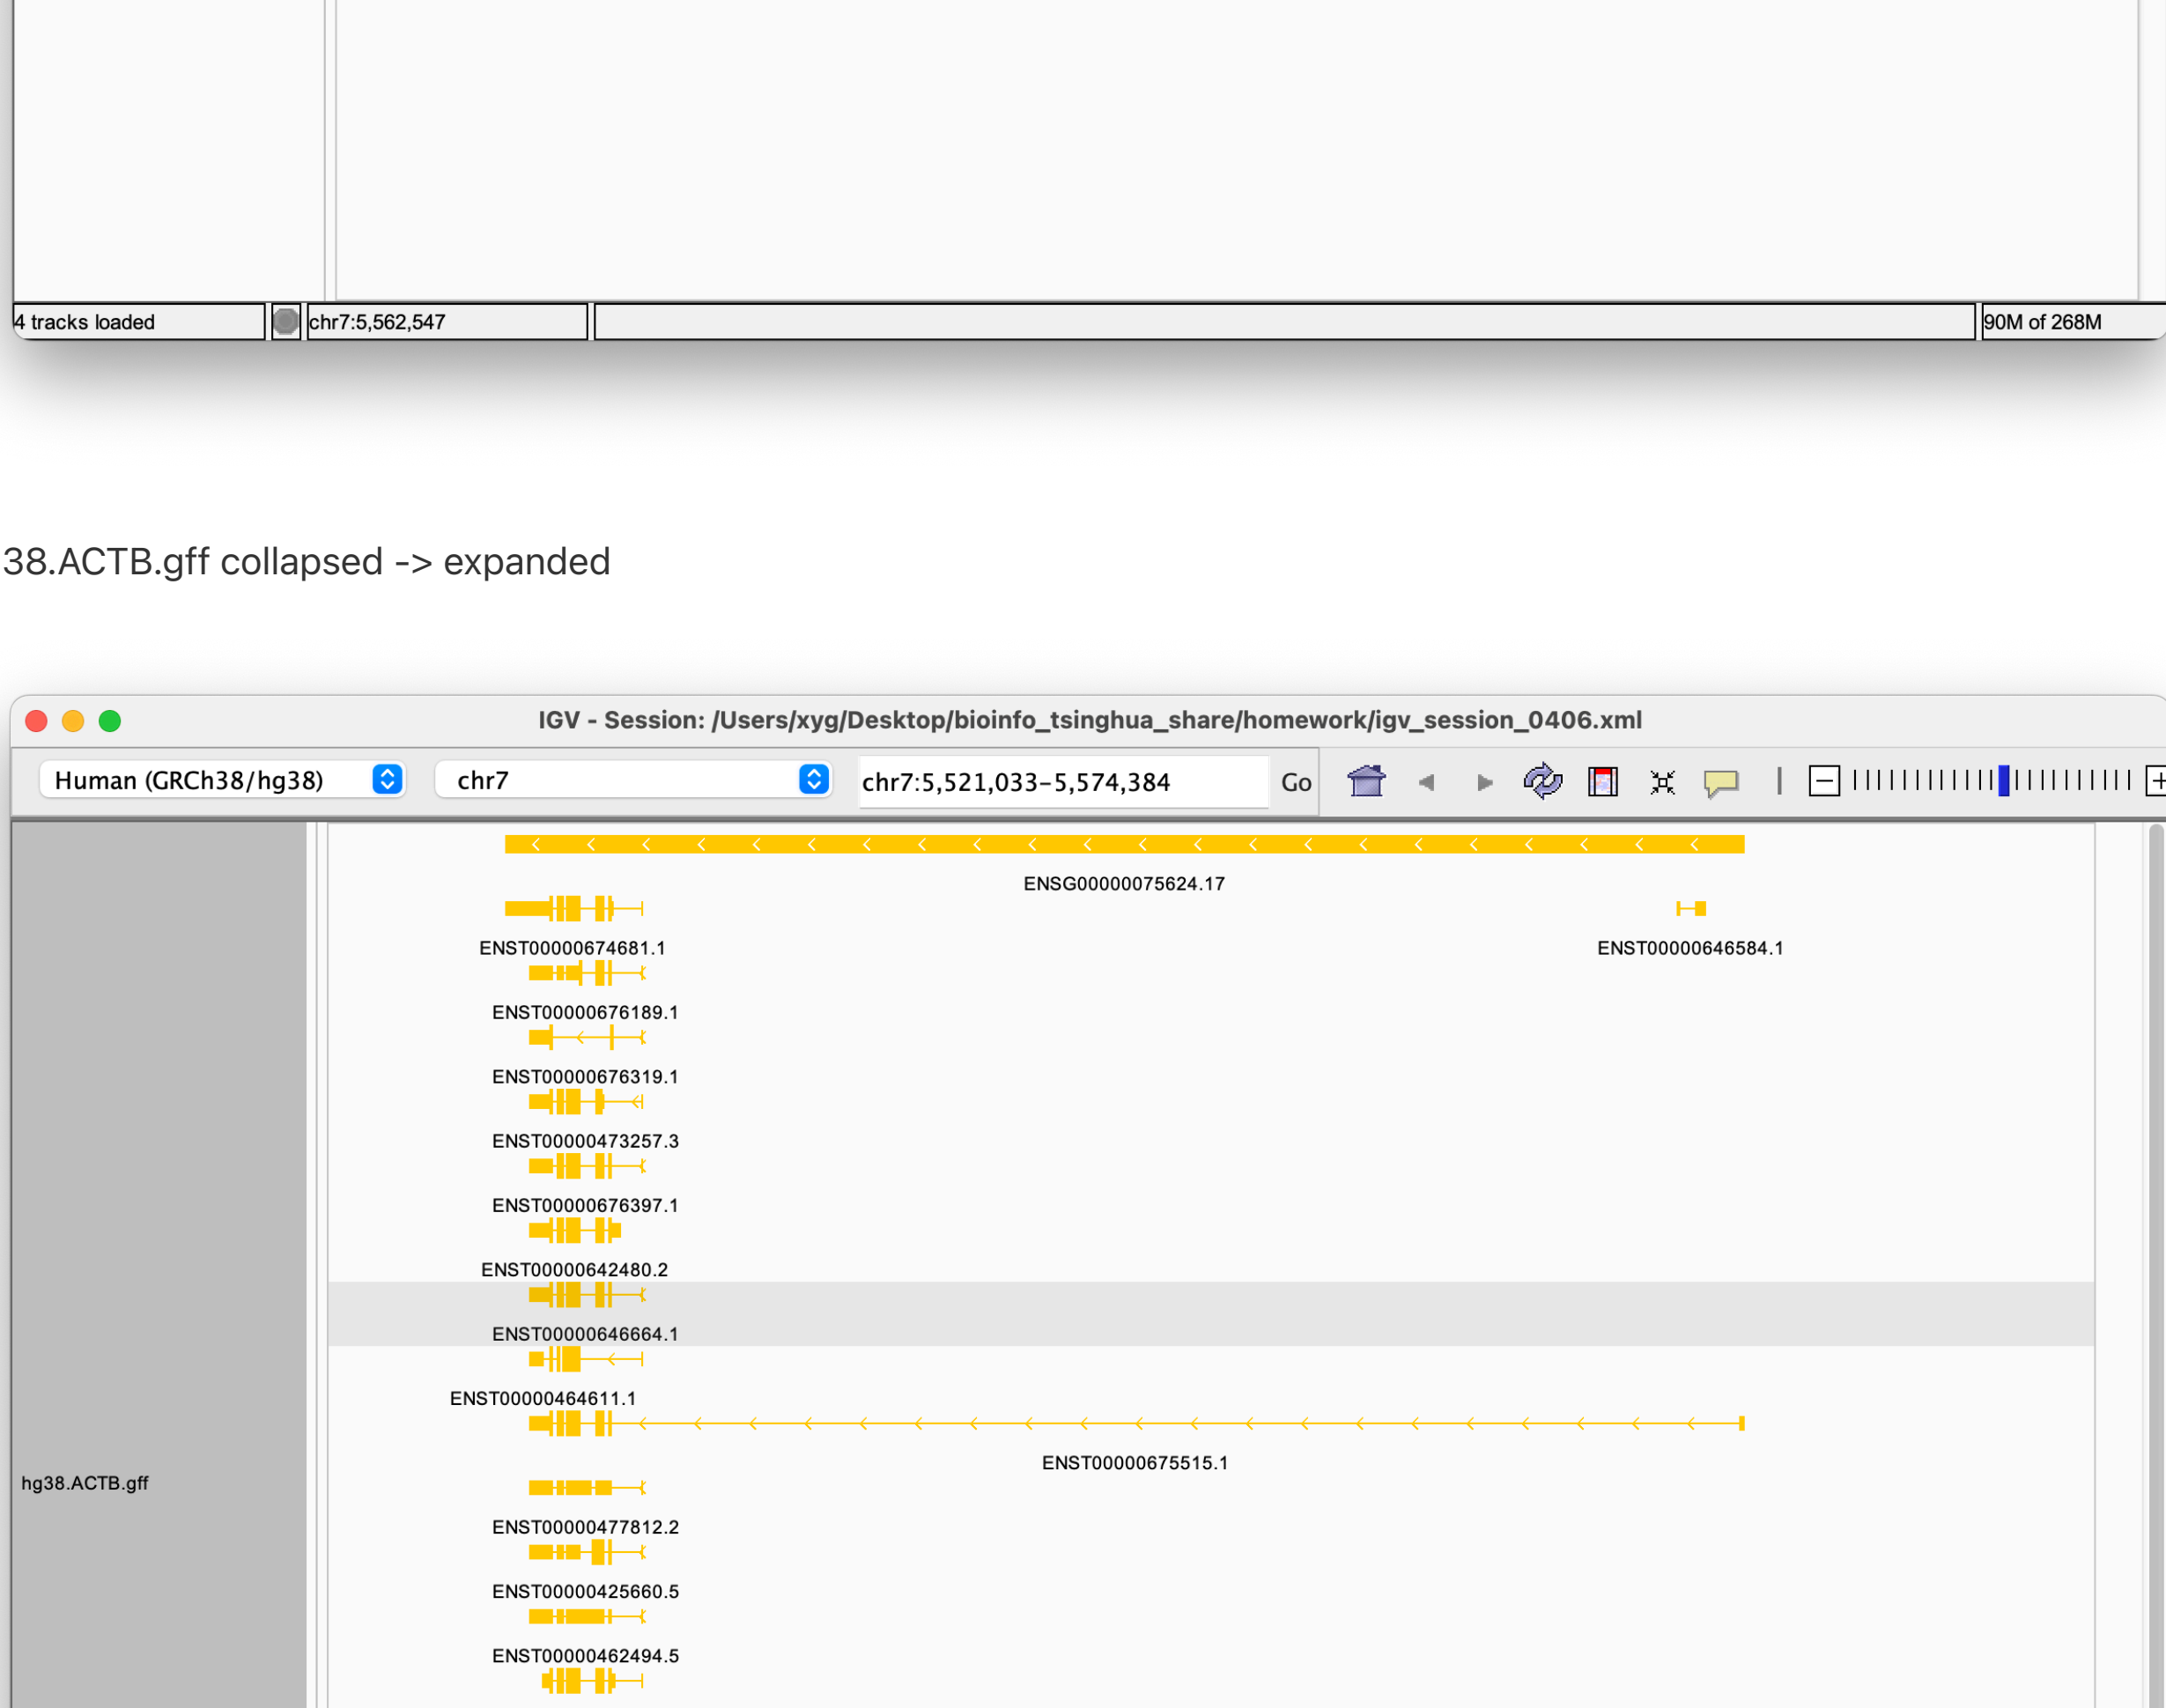 4 tracks loaded
chr7:5,562,547
90M of 268M
38.ACTB.gff collapsed -> expanded
IGV - Session: /Users/xyg/Desktop/bioinfo_tsinghua_share/homework/igv_session_0406.xml
Human (GRCh38/hg38)
chr7
chr7:5,521,033-5,574,384
Go
ENSG00000075624.17
ENST00000674681.1
ENST00000646584.1
ENST00000676189.1
ENST00000676319.1
ENST00000473257.3
ENST00000676397.1
ENST00000642480.2
ENST00000646664.1
ENST00000464611.1
ENST00000675515.1
hg38.ACTB.gff
ENST00000477812.2
ENST00000425660.5
ENST00000462494.5